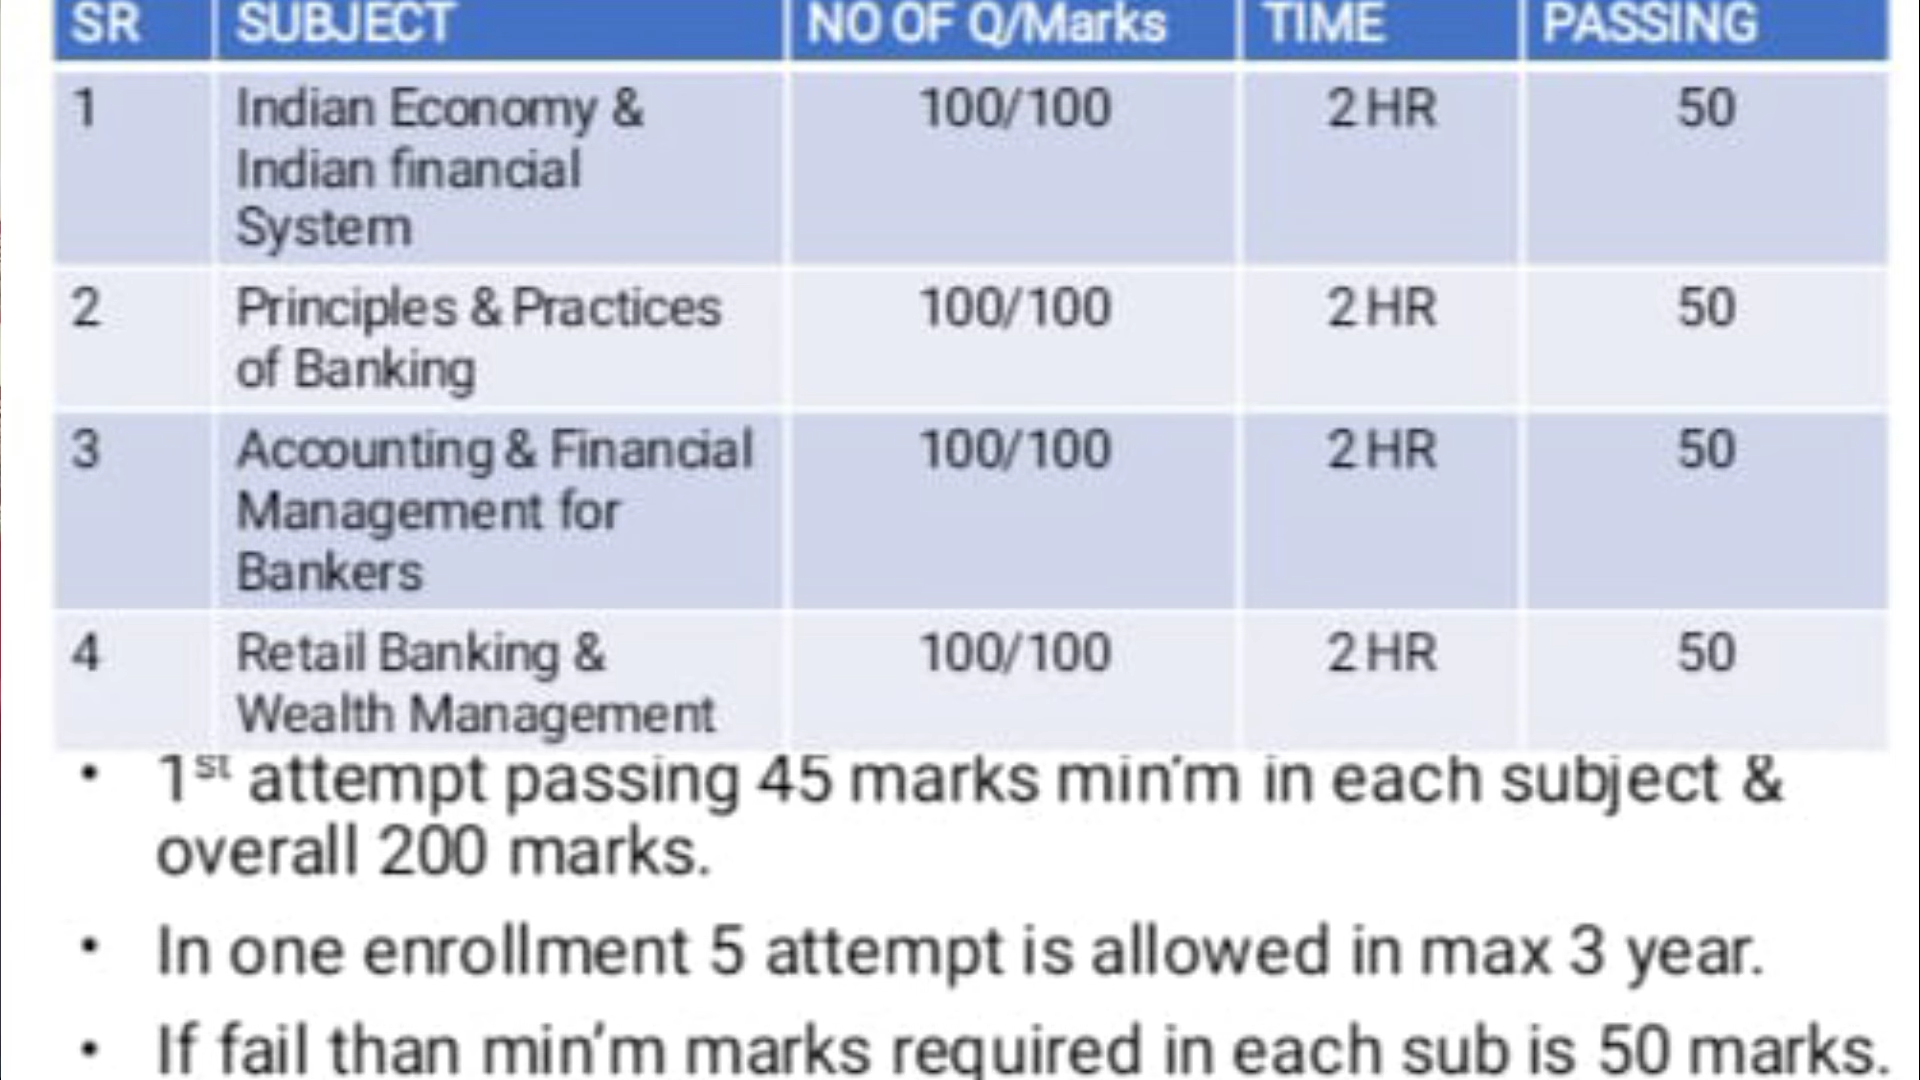 SR SUBJECT NO OF Q/Marks TIME PASSING
1 Indian Economy & 100/100 2 HR 50
Indian financial
System
2 Principles & Practices 100/100 2 HR 50
of Banking
3 Accounting & Financial 100/100 2 HR 50
Management for
Bankers
4 Retail Banking & 100/100 2 HR 50
Wealth Management
• 1st attempt passing 45 marks min'm in each subject &
overall 200 marks.
• In one enrollment 5 attempt is allowed in max 3 year.
• If fail than min'm marks required in each sub is 50 marks.